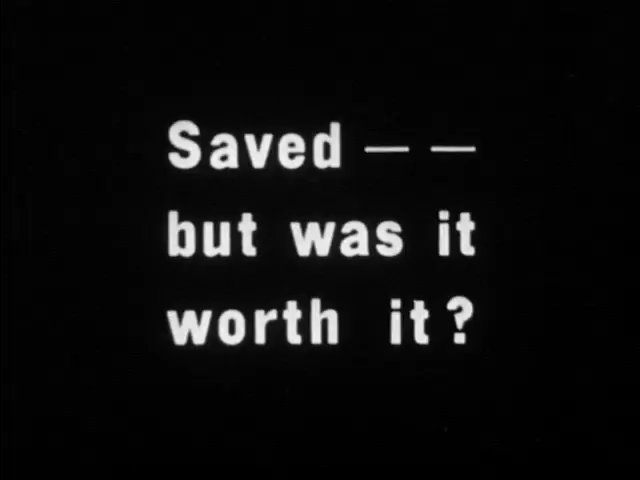 Saved — —
but was it
worth it?